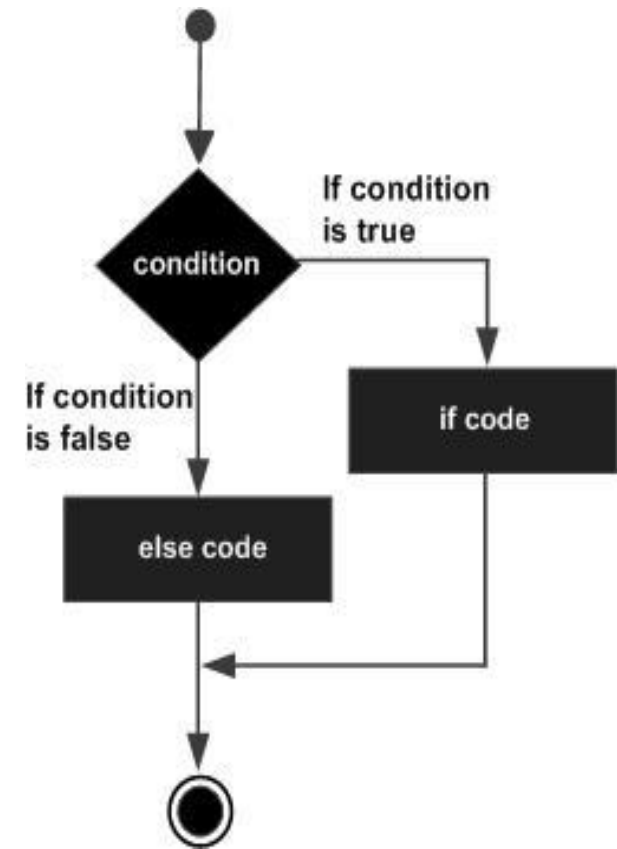 If condition
is true
condition
If condition
is false
if code
else code